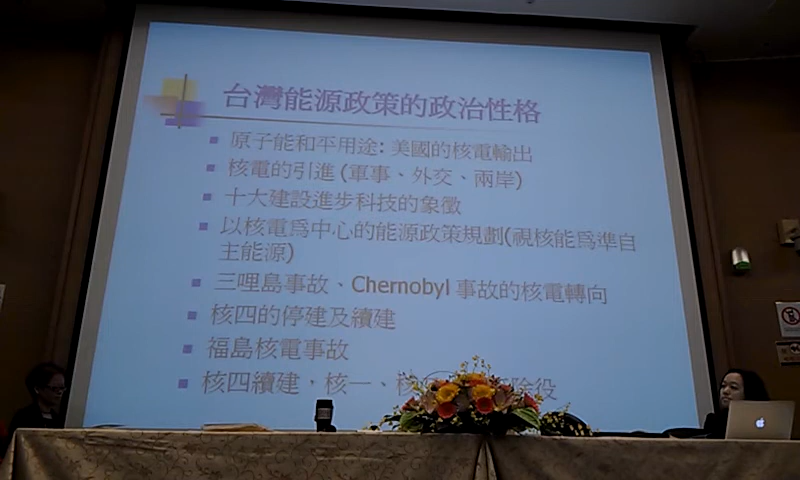 台灣能源政策的政治性格
原子能和平用途: 美國的核電輸出
核電的引進 (軍事、外交、兩岸)
十大建設進步科技的象徵
以核電為中心的能源政策規劃(視核能為準自
主能源)
三哩島事故、Chernobyl 事故的核電轉向
核四的停建及續建
福島核電事故
核四續建，核一、核 除役